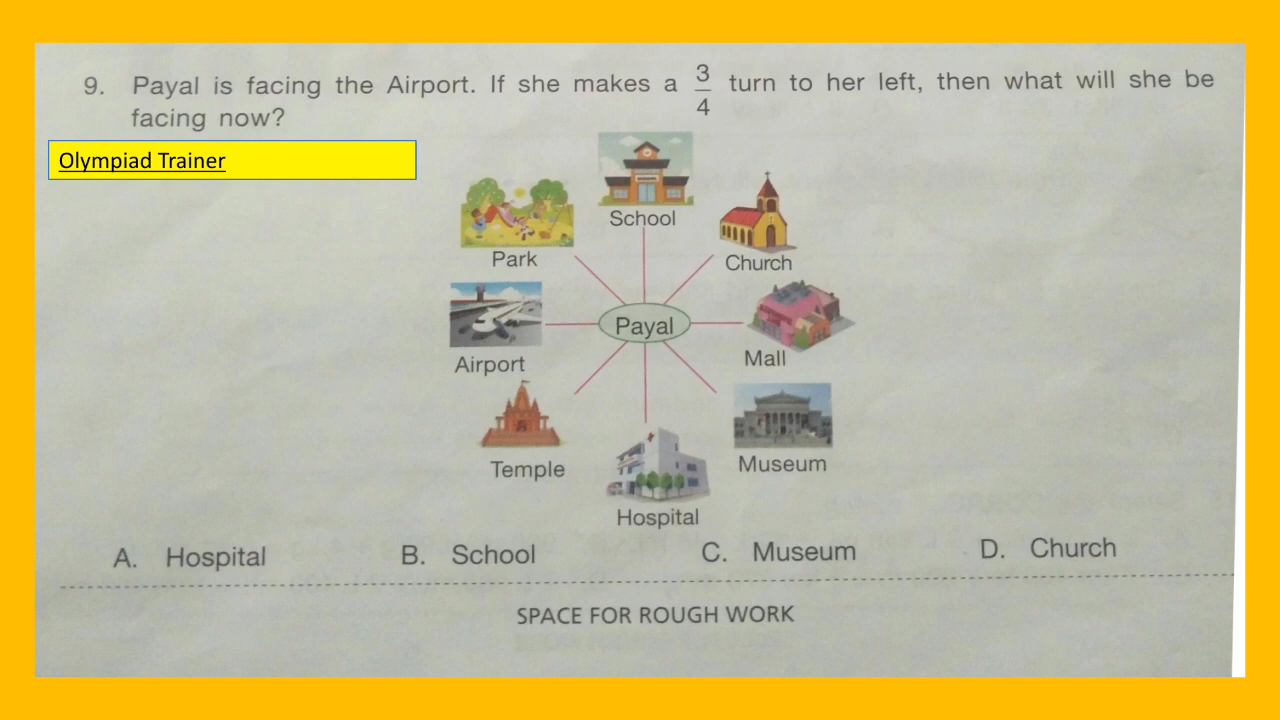 9. Payal is facing the Airport. If she makes a 3/4 turn to her left, then what will she be
facing now?
Olympiad Trainer
School
Park
Church
Payal
Airport
Mall
Temple
Museum
Hospital
A. Hospital B. School C. Museum D. Church
SPACE FOR ROUGH WORK